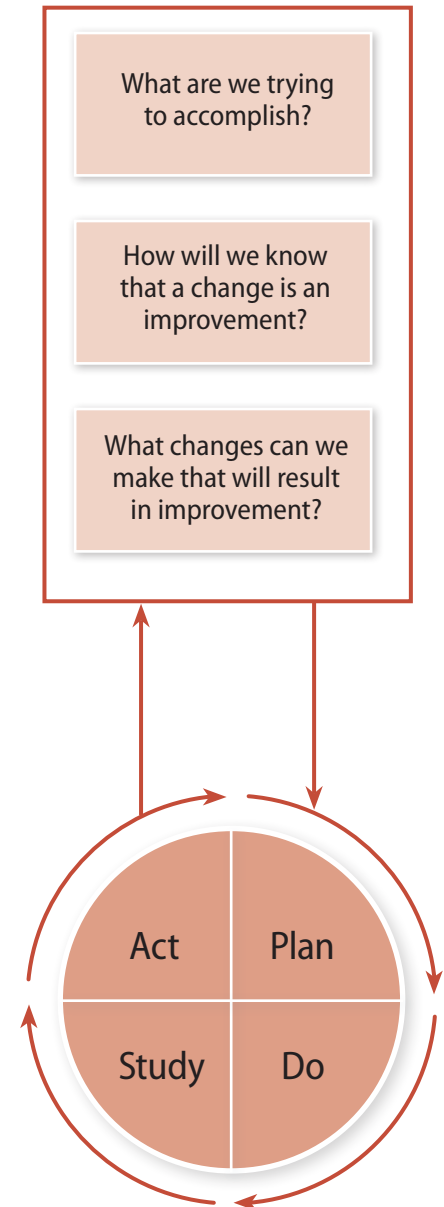 What are we trying
to accomplish?
How will we know
that a change is an
improvement?
What changes can we
make that will result
in improvement?
Act
Plan
Study
Do